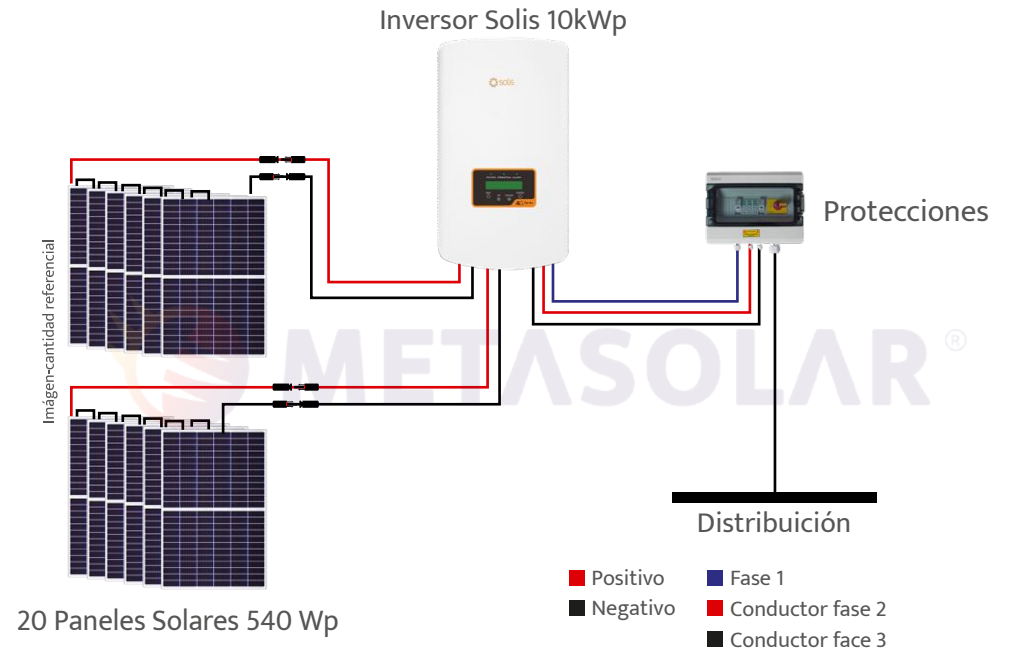 Inversor Solis 10kWp
solis
Protecciones
Imágen-cantidad referencial
METASOLAR ®
Distribuición
20 Paneles Solares 540 Wp
Positivo
Negativo
Fase 1
Conductor fase 2
Conductor face 3